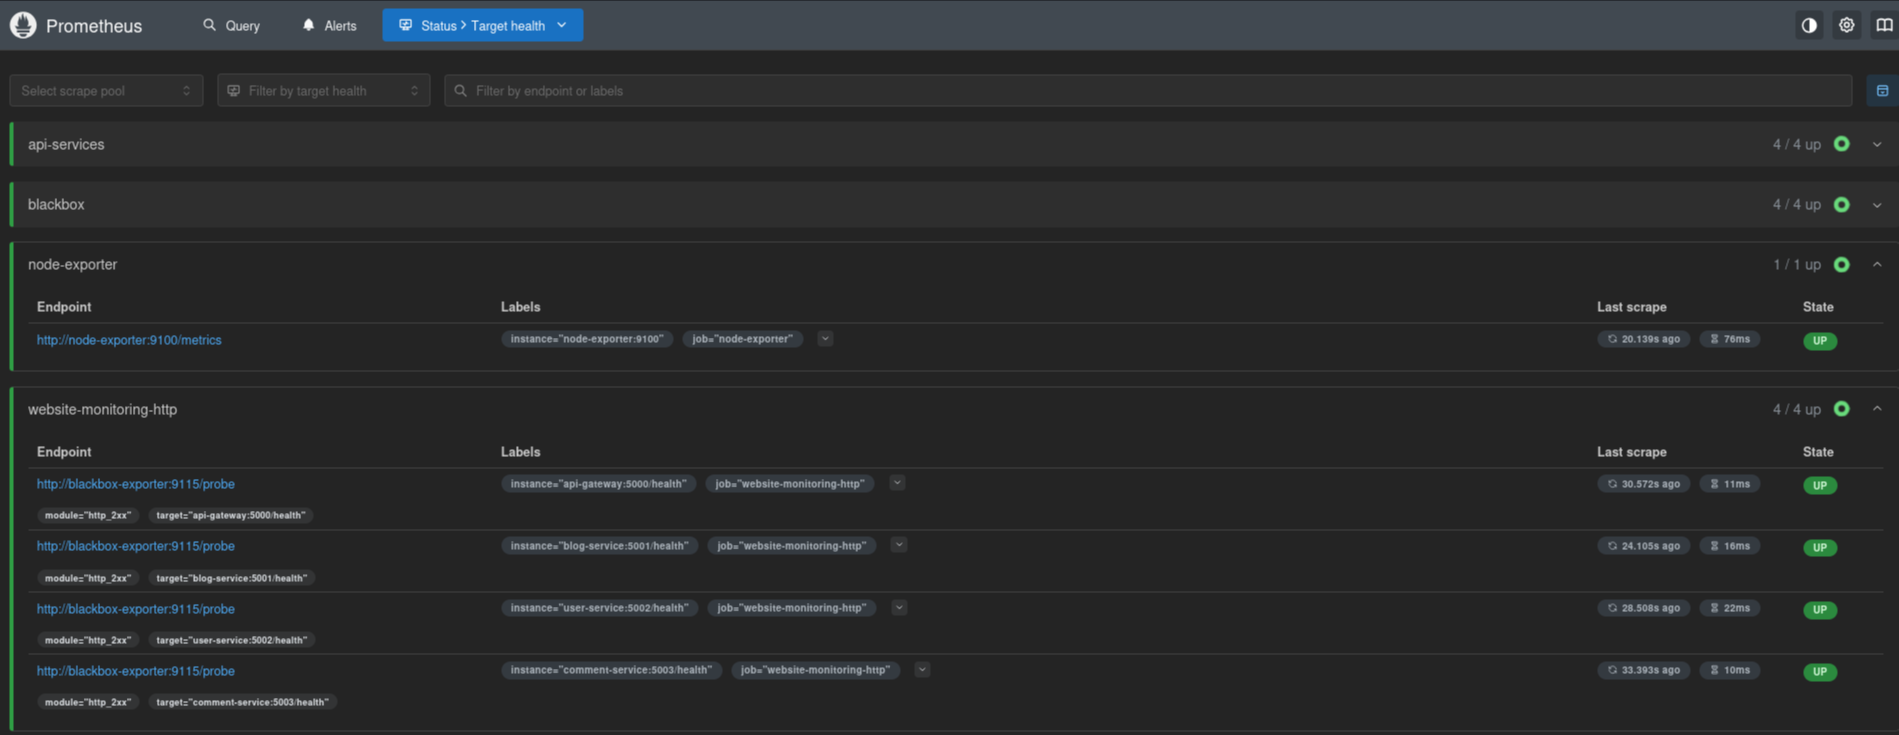 Prometheus Query Alerts Status > Target health
Select scrape pool Filter by target health Filter by endpoint or labels
api-services 4 / 4 up
blackbox 4 / 4 up
node-exporter 1 / 1 up
Endpoint Labels Last scrape State
http://node-exporter:9100/metrics instance="node-exporter:9100" job="node-exporter" 20.139s ago 76ms UP
website-monitoring-http 4 / 4 up
Endpoint Labels Last scrape State
http://blackbox-exporter:9115/probe instance="api-gateway:5000/health" job="website-monitoring-http" 30.572s ago 11ms UP
module="http_2xx" target="api-gateway:5000/health"
http://blackbox-exporter:9115/probe instance="blog-service:5001/health" job="website-monitoring-http" 24.105s ago 16ms UP
module="http_2xx" target="blog-service:5001/health"
http://blackbox-exporter:9115/probe instance="user-service:5002/health" job="website-monitoring-http" 28.508s ago 22ms UP
module="http_2xx" target="user-service:5002/health"
http://blackbox-exporter:9115/probe instance="comment-service:5003/health" job="website-monitoring-http" 33.393s ago 10ms UP
module="http_2xx" target="comment-service:5003/health"